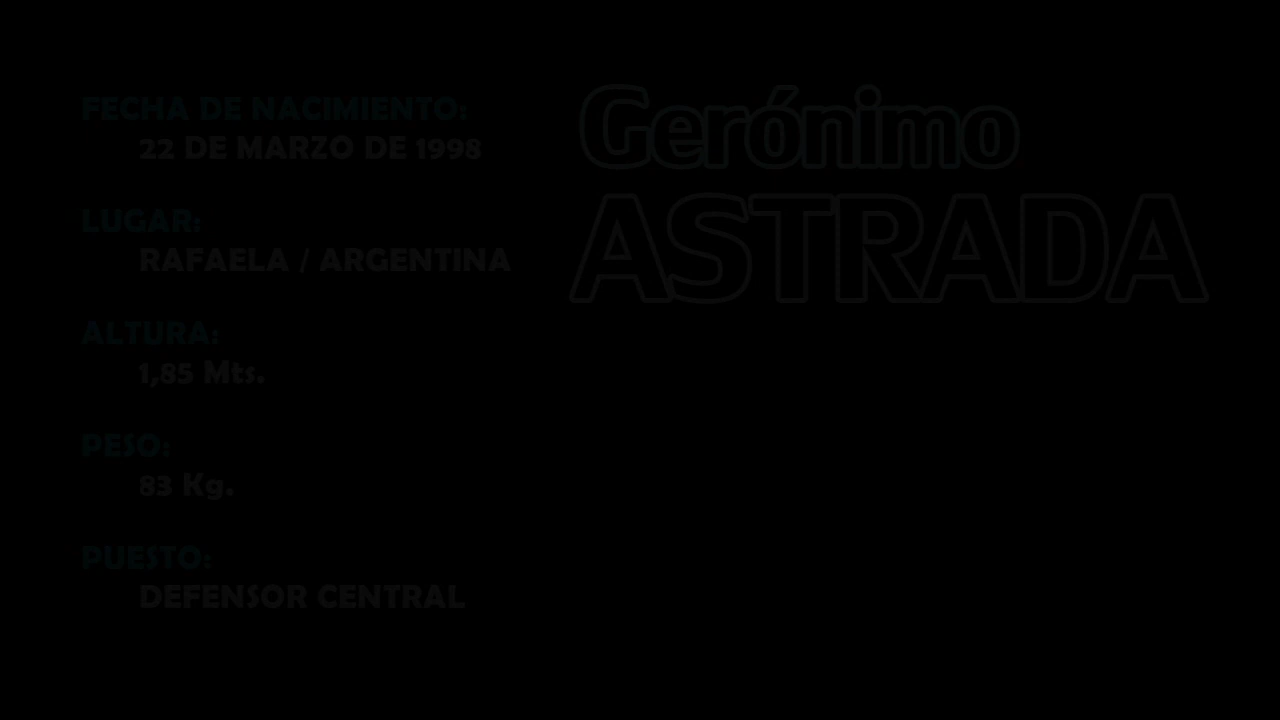 FECHA DE NACIMIENTO:
22 DE MARZO DE 1998
LUGAR:
RAFAELA / ARGENTINA
ALTURA:
1,85 Mts.
PESO:
83 Kg.
PUESTO:
DEFENSOR CENTRAL
Gerónimo
ASTRADA